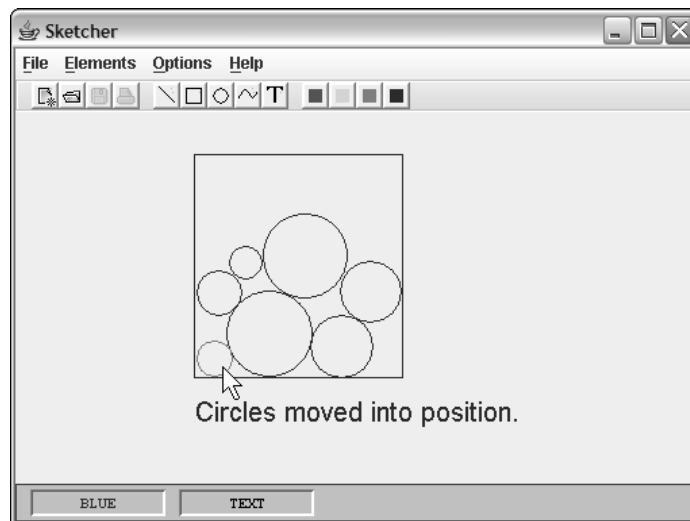 Sketcher
File Elements Options Help
T
Circles moved into position.
BLUE TEXT